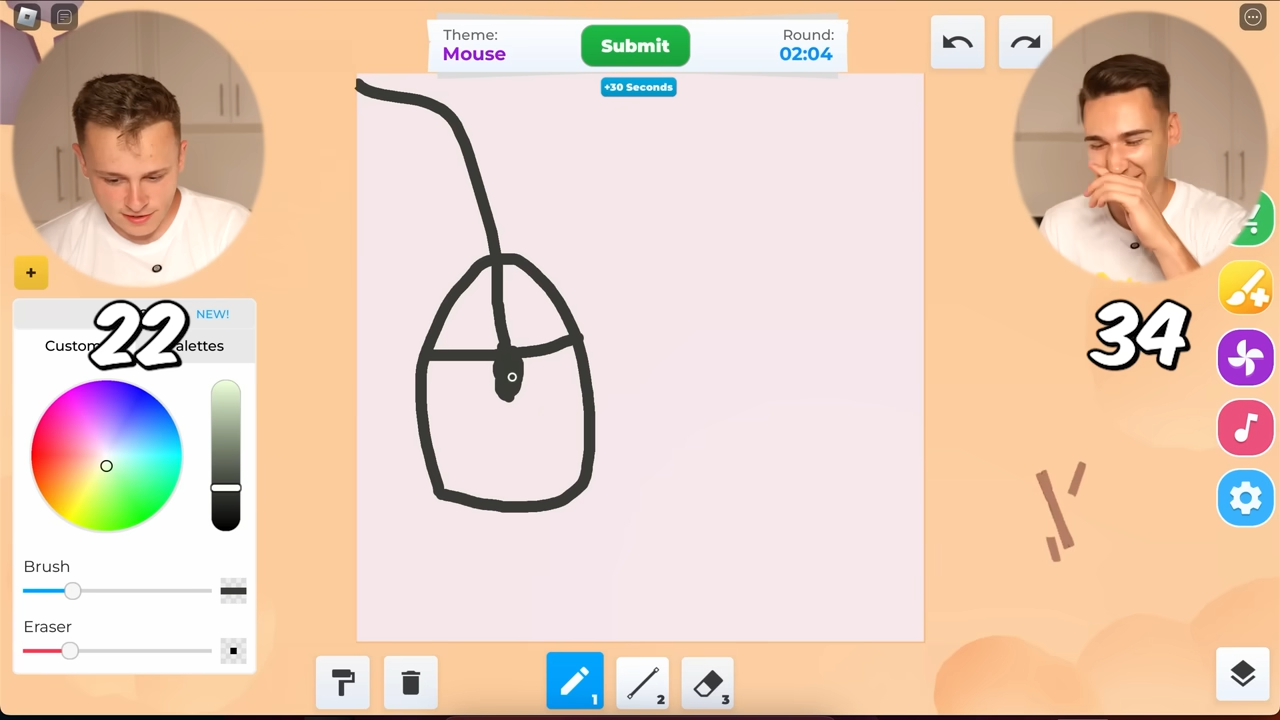 Theme:
Mouse
Submit
Round:
02:04
+30 Seconds
+
22
34
NEW!
Custom
alettes
Brush
Eraser
1
2
3